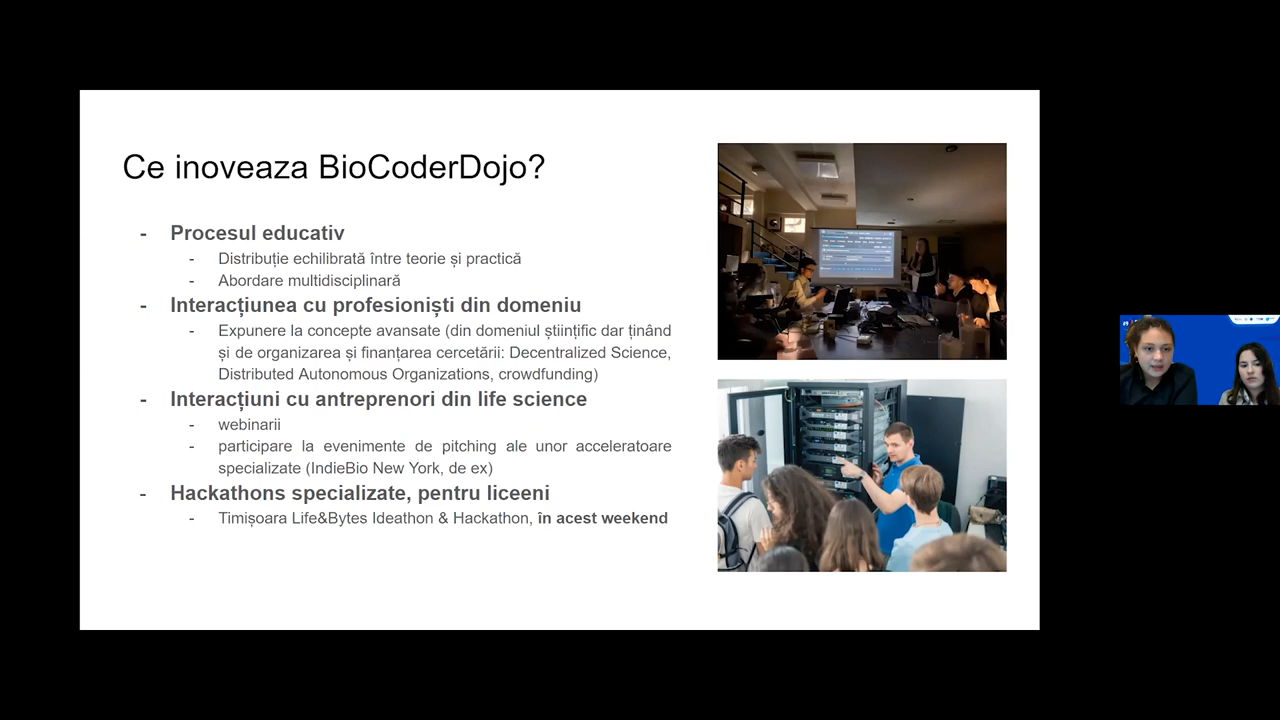 Ce inoveaza BioCoderDojo?
- Procesul educativ
- Distribuție echilibrată între teorie și practică
- Abordare multidisciplinară
- Interacțiunea cu profesioniști din domeniu
- Expunere la concepte avansate (din domeniul științific dar ținând
și de organizarea și finanțarea cercetării: Decentralized Science,
Distributed Autonomous Organizations, crowdfunding)
- Interacțiuni cu antreprenori din life science
- webinarii
- participare la evenimente de pitching ale unor acceleratoare
specializate (IndieBio New York, de ex)
- Hackathons specializate, pentru liceeni
- Timișoara Life&Bytes Ideathon & Hackathon, în acest weekend